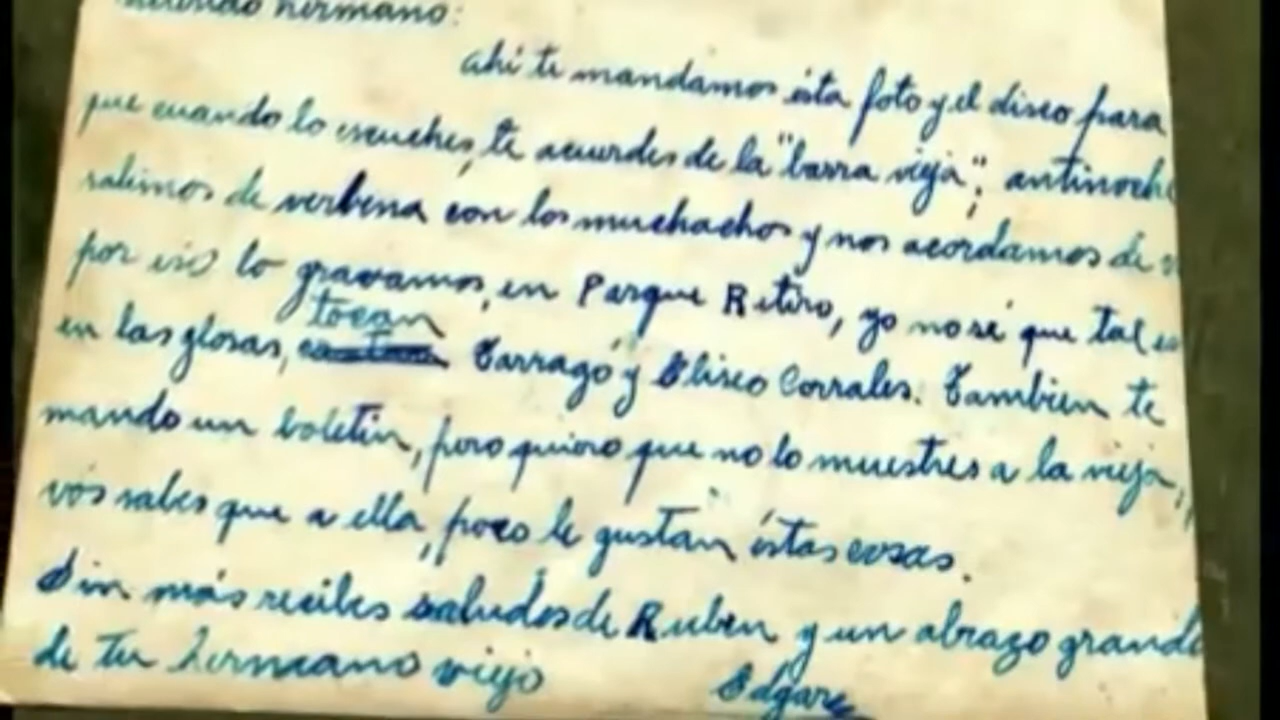 hermano:
ahí te mandamos ésta foto y el disco para
que cuando lo escuches, te acuerdes de la "barra vieja"; antinoche
salimos de verbena con los muchachos y nos acordamos de
por eso lo gravamos, en Parque Retiro, yo no sé que tal
tocan
en las glosas, Tarragó y Eliseo Corrales. Tambien te
mando un boletin, pero quiero que no lo muestres a la vieja,
vós sabes que a ella, poco le gustan éstas cosas.
Sin más recibes saludos de Ruben y un abrazo grande
de tu hermano viejo Edgar